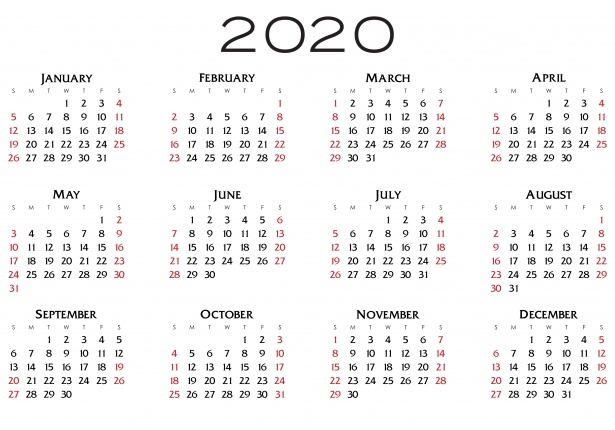 2020
JANUARY
S M T W T F S
1 2 3 4
5 6 7 8 9 10 11
12 13 14 15 16 17 18
19 20 21 22 23 24 25
26 27 28 29 30 31
FEBRUARY
S M T W T F S
1
2 3 4 5 6 7 8
9 10 11 12 13 14 15
16 17 18 19 20 21 22
23 24 25 26 27 28 29
MARCH
S M T W T F S
1 2 3 4 5 6 7
8 9 10 11 12 13 14
15 16 17 18 19 20 21
22 23 24 25 26 27 28
29 30 31
APRIL
S M T W T F S
1 2 3 4
5 6 7 8 9 10 11
12 13 14 15 16 17 18
19 20 21 22 23 24 25
26 27 28 29 30
MAY
S M T W T F S
1 2
3 4 5 6 7 8 9
10 11 12 13 14 15 16
17 18 19 20 21 22 23
24 25 26 27 28 29 30
31
JUNE
S M T W T F S
1 2 3 4 5 6
7 8 9 10 11 12 13
14 15 16 17 18 19 20
21 22 23 24 25 26 27
28 29 30
JULY
S M T W T F S
1 2 3 4
5 6 7 8 9 10 11
12 13 14 15 16 17 18
19 20 21 22 23 24 25
26 27 28 29 30 31
AUGUST
S M T W T F S
1
2 3 4 5 6 7 8
9 10 11 12 13 14 15
16 17 18 19 20 21 22
23 24 25 26 27 28 29
30 31
SEPTEMBER
S M T W T F S
1 2 3 4 5
6 7 8 9 10 11 12
13 14 15 16 17 18 19
20 21 22 23 24 25 26
27 28 29 30
OCTOBER
S M T W T F S
1 2 3
4 5 6 7 8 9 10
11 12 13 14 15 16 17
18 19 20 21 22 23 24
25 26 27 28 29 30 31
NOVEMBER
S M T W T F S
1 2 3 4 5 6 7
8 9 10 11 12 13 14
15 16 17 18 19 20 21
22 23 24 25 26 27 28
29 30
DECEMBER
S M T W T F S
1 2 3 4 5
6 7 8 9 10 11 12
13 14 15 16 17 18 19
20 21 22 23 24 25 26
27 28 29 30 31